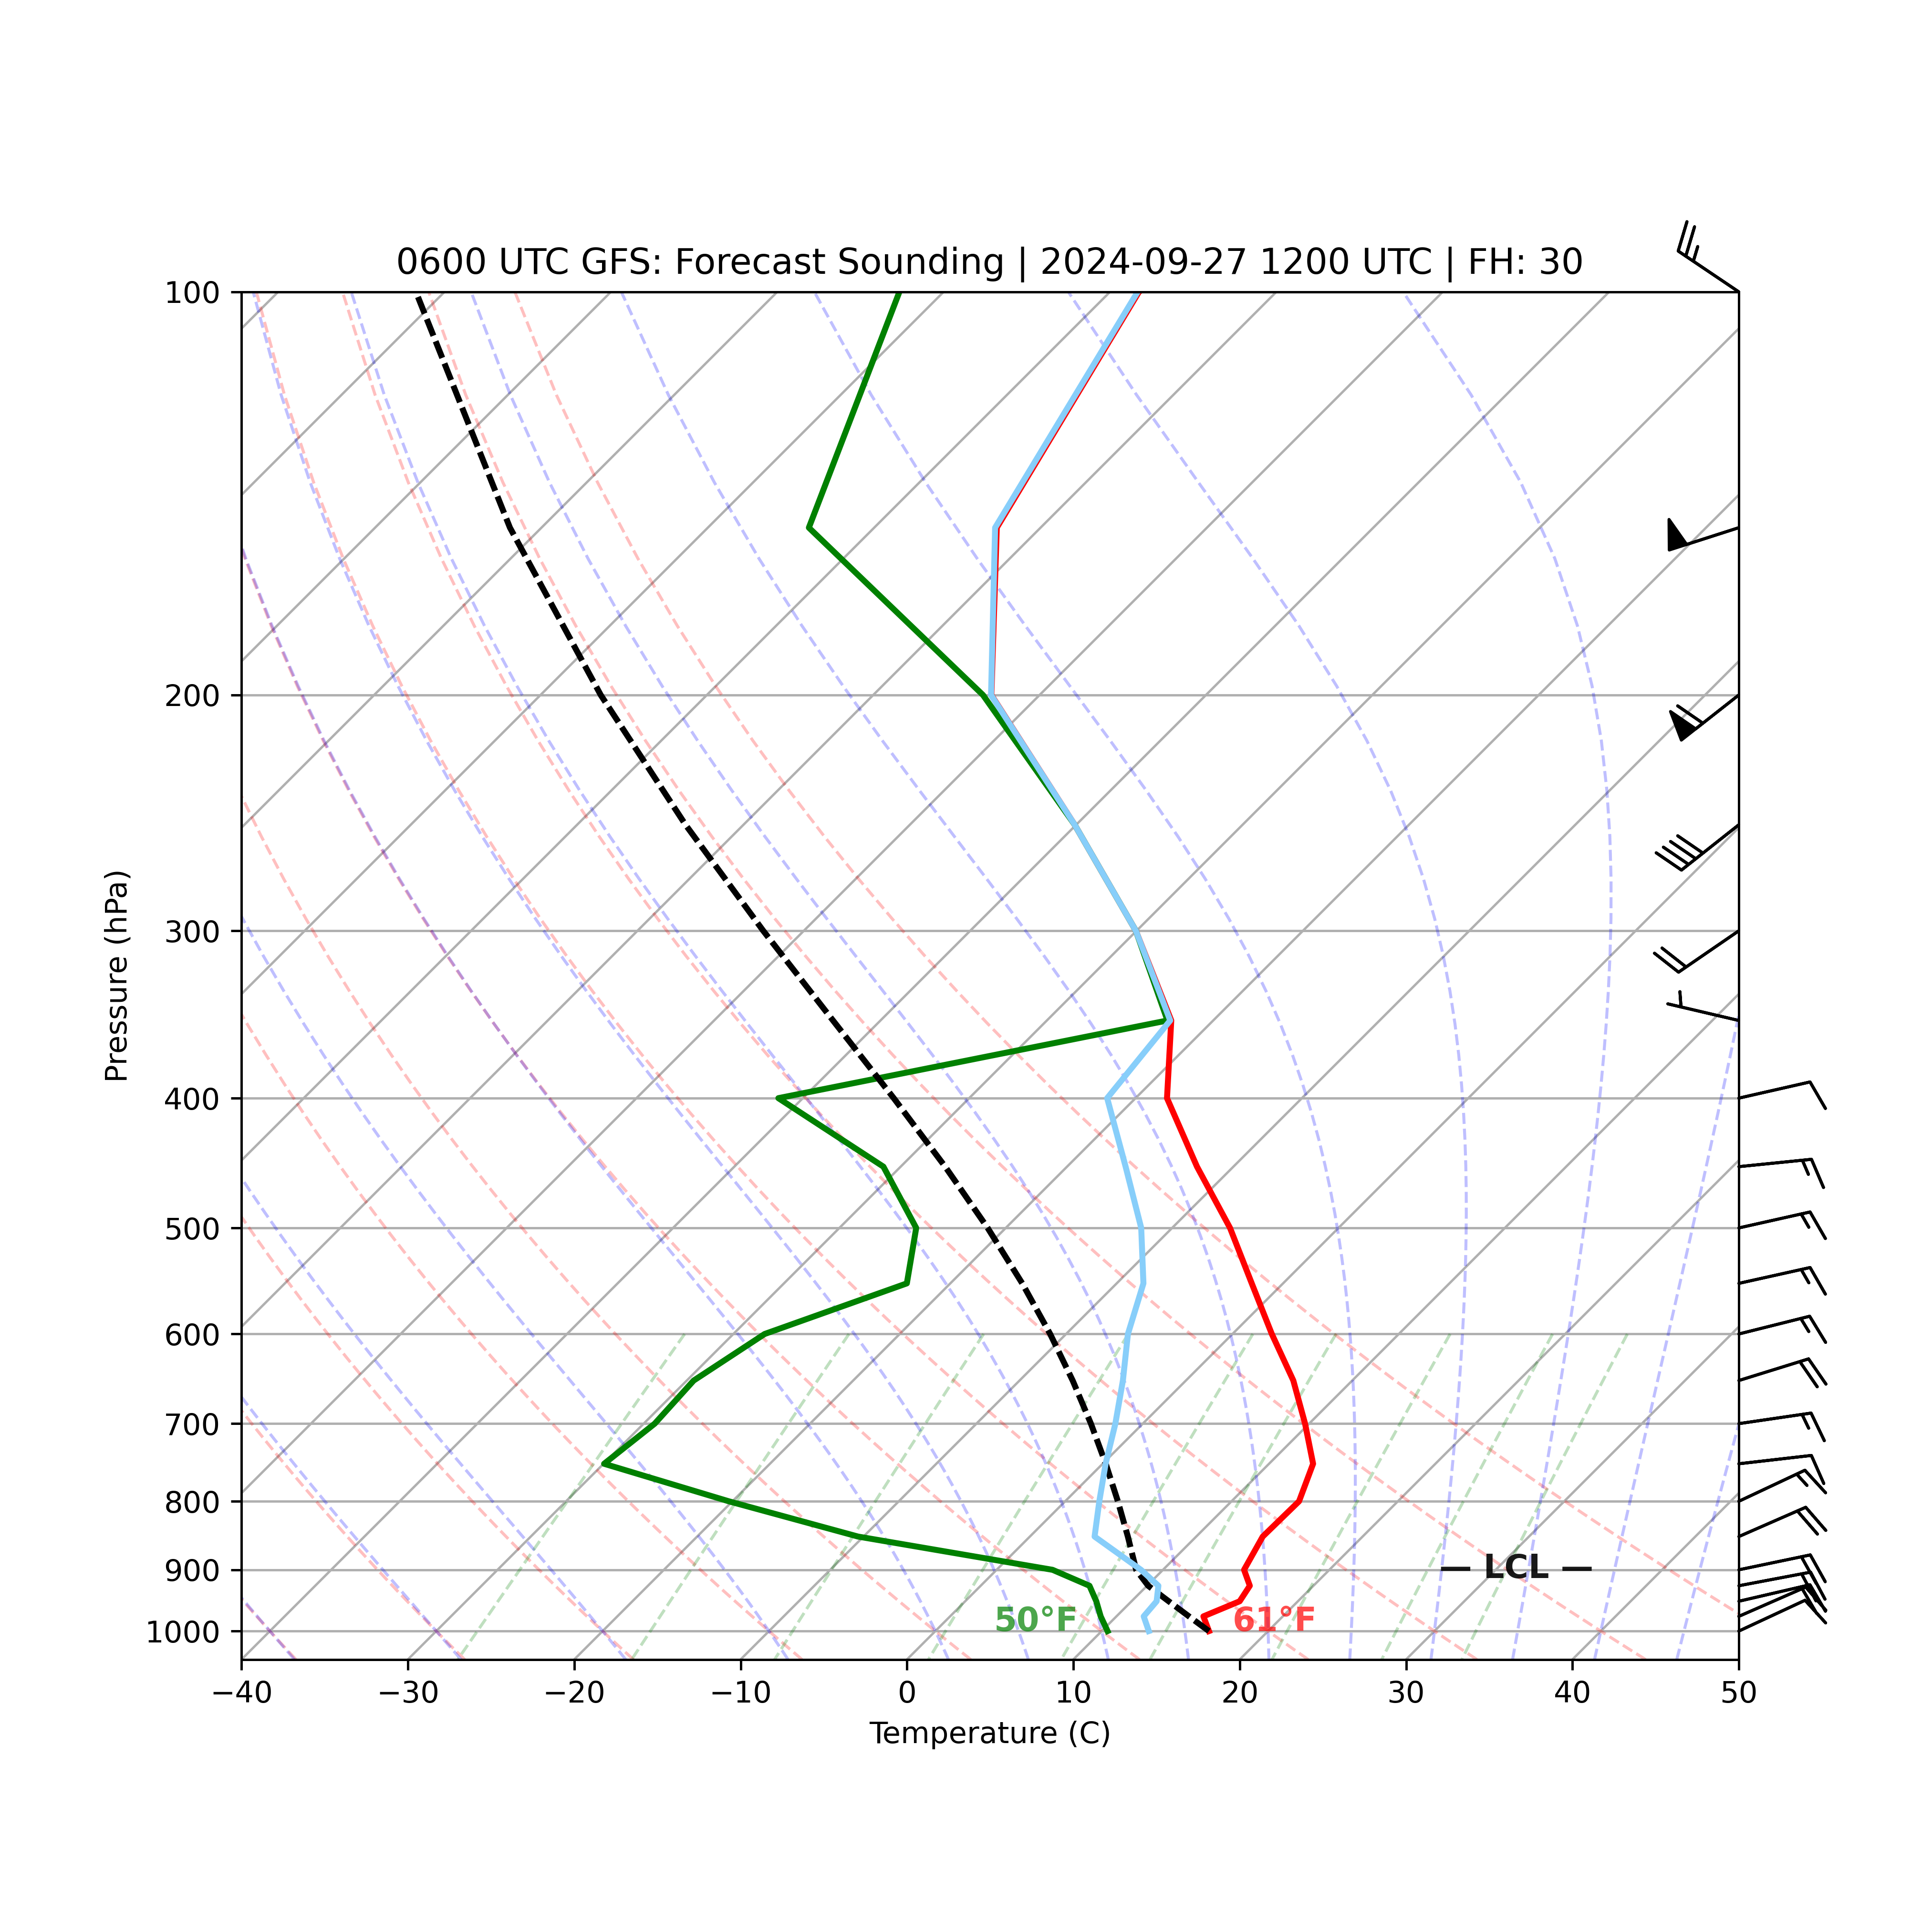 0600 UTC GFS: Forecast Sounding | 2024-09-27 1200 UTC | FH: 30
100
200
300
400
500
600
700
800
900
1000
Pressure (hPa)
— LCL —
50°F
61°F
−40 −30 −20 −10 0 10 20 30 40 50
Temperature (C)